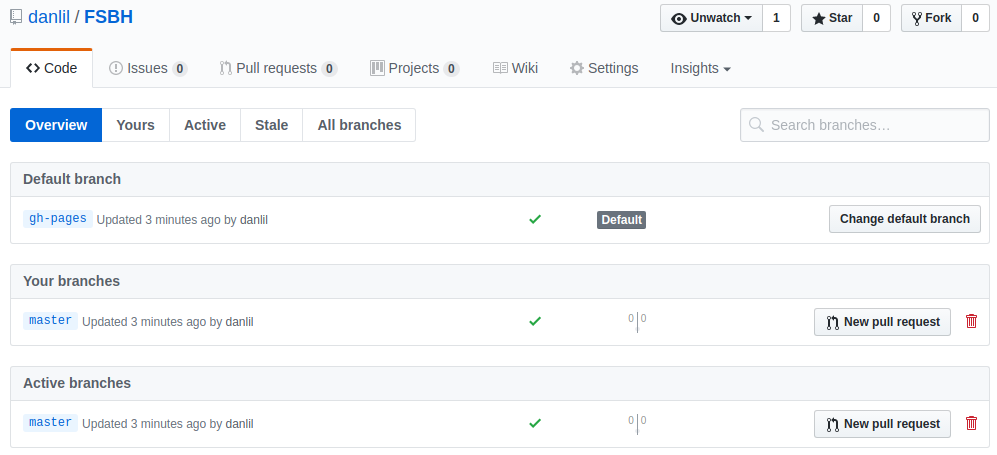 danlil / FSBH Unwatch 1 Star 0 Fork 0
Code Issues 0 Pull requests 0 Projects 0 Wiki Settings Insights
Overview Yours Active Stale All branches Search branches…
Default branch
gh-pages Updated 3 minutes ago by danlil Default Change default branch
Your branches
master Updated 3 minutes ago by danlil 0 0 New pull request
Active branches
master Updated 3 minutes ago by danlil 0 0 New pull request